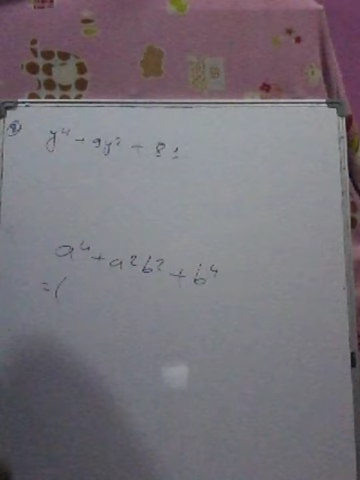 y⁴ + 9y² + 81
a⁴ + a²b² + b⁴
= (